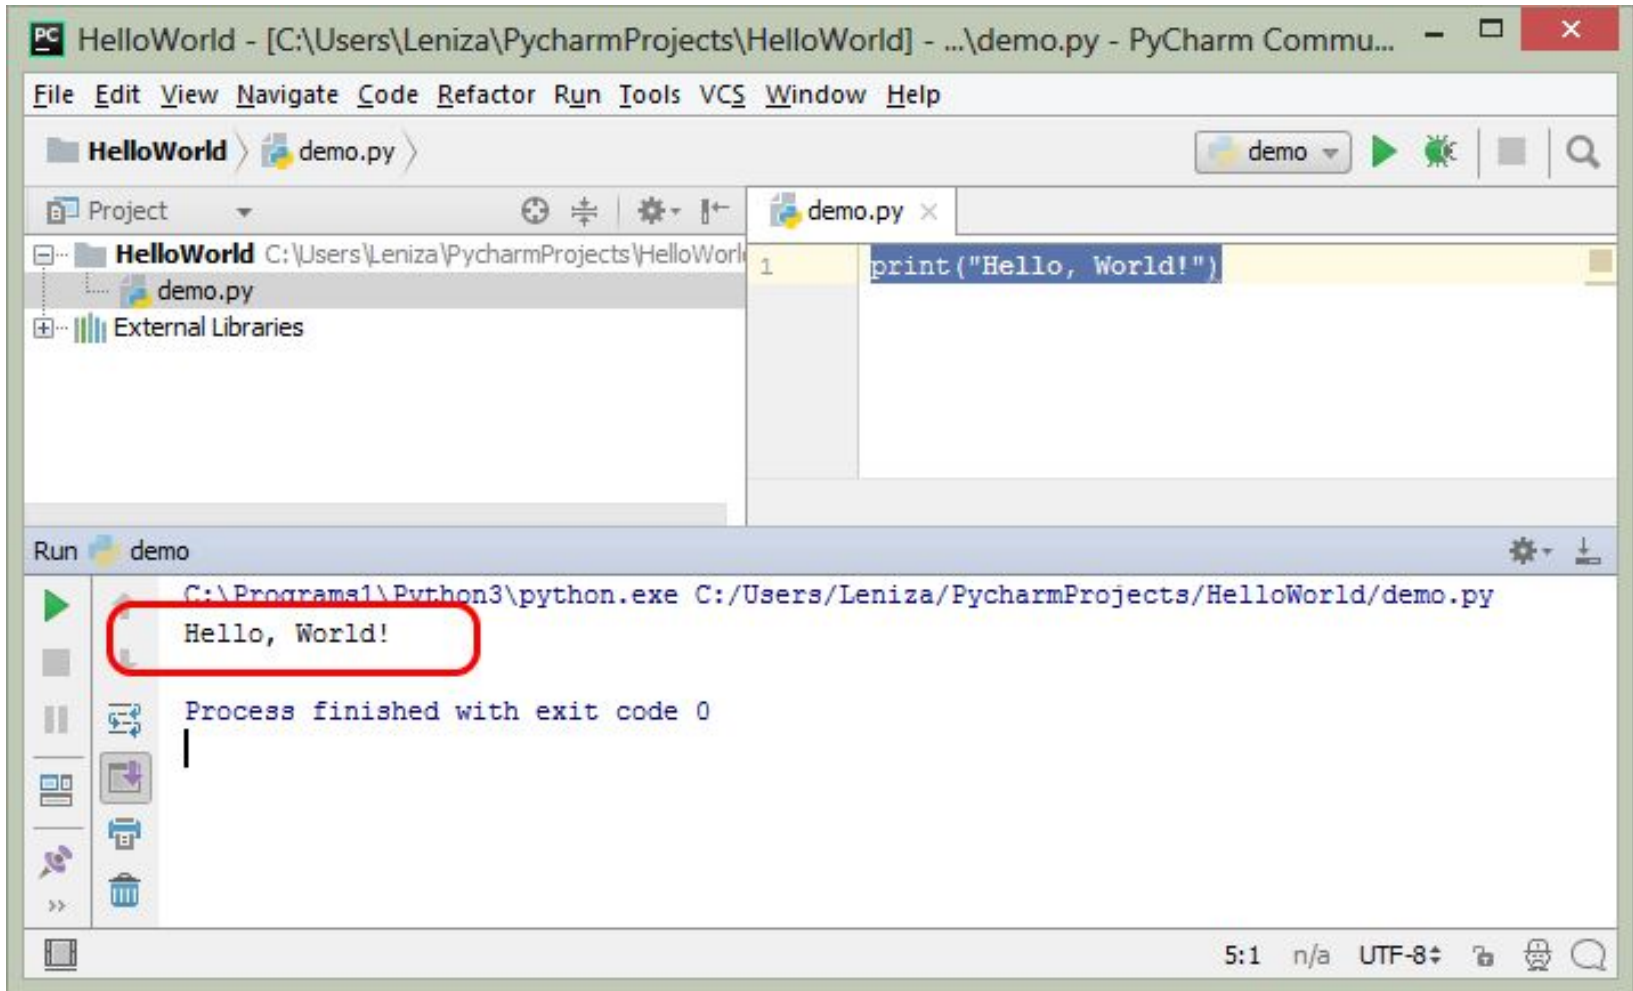 PC HelloWorld - [C:\Users\Leniza\PycharmProjects\HelloWorld] - ...\demo.py - PyCharm Commu...
File Edit View Navigate Code Refactor Run Tools VCS Window Help
HelloWorld demo.py demo
Project demo.py
HelloWorld C:\Users\Leniza\PycharmProjects\HelloWorl
1 print("Hello, World!")
demo.py
External Libraries
Run demo
C:\Programs1\Python3\python.exe C:/Users/Leniza/PycharmProjects/HelloWorld/demo.py
Hello, World!
Process finished with exit code 0
5:1 n/a UTF-8